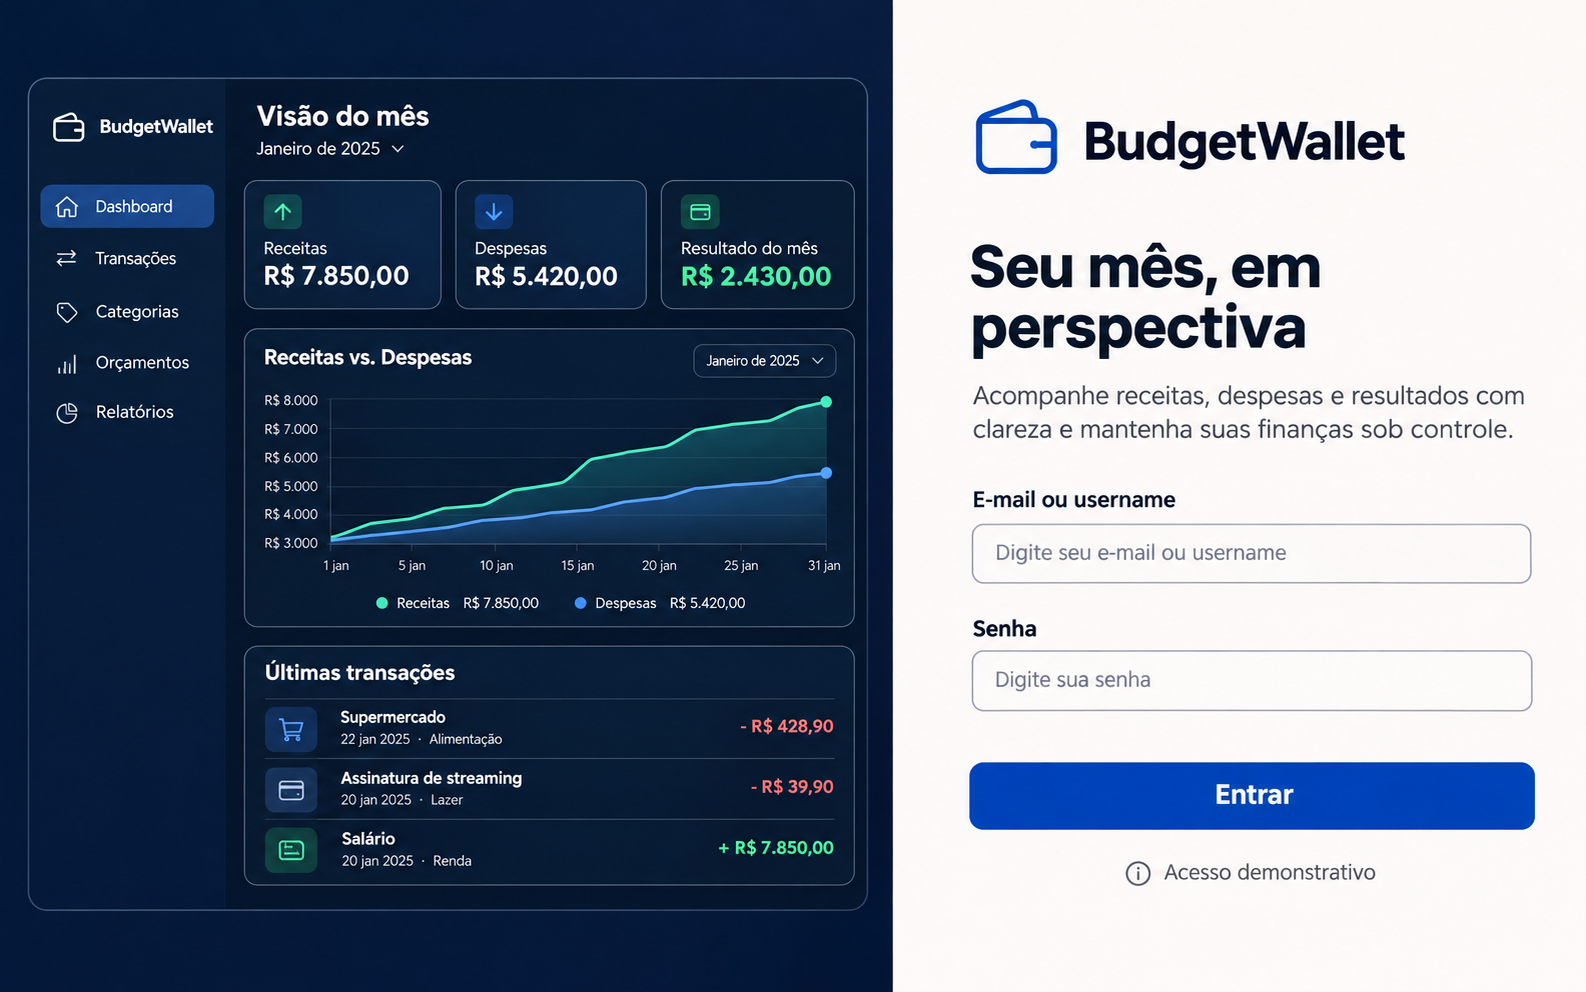 BudgetWallet
Dashboard
Transações
Categorias
Orçamentos
Relatórios
Visão do mês
Janeiro de 2025
Receitas
R$ 7.850,00
Despesas
R$ 5.420,00
Resultado do mês
R$ 2.430,00
Receitas vs. Despesas
Janeiro de 2025
R$ 8.000
R$ 7.000
R$ 6.000
R$ 5.000
R$ 4.000
R$ 3.000
1 jan 5 jan 10 jan 15 jan 20 jan 25 jan 31 jan
Receitas R$ 7.850,00 Despesas R$ 5.420,00
Últimas transações
Supermercado
22 jan 2025 · Alimentação
- R$ 428,90
Assinatura de streaming
20 jan 2025 · Lazer
- R$ 39,90
Salário
20 jan 2025 · Renda
+ R$ 7.850,00
BudgetWallet
Seu mês, em
perspectiva
Acompanhe receitas, despesas e resultados com
clareza e mantenha suas finanças sob controle.
E-mail ou username
Digite seu e-mail ou username
Senha
Digite sua senha
Entrar
Acesso demonstrativo